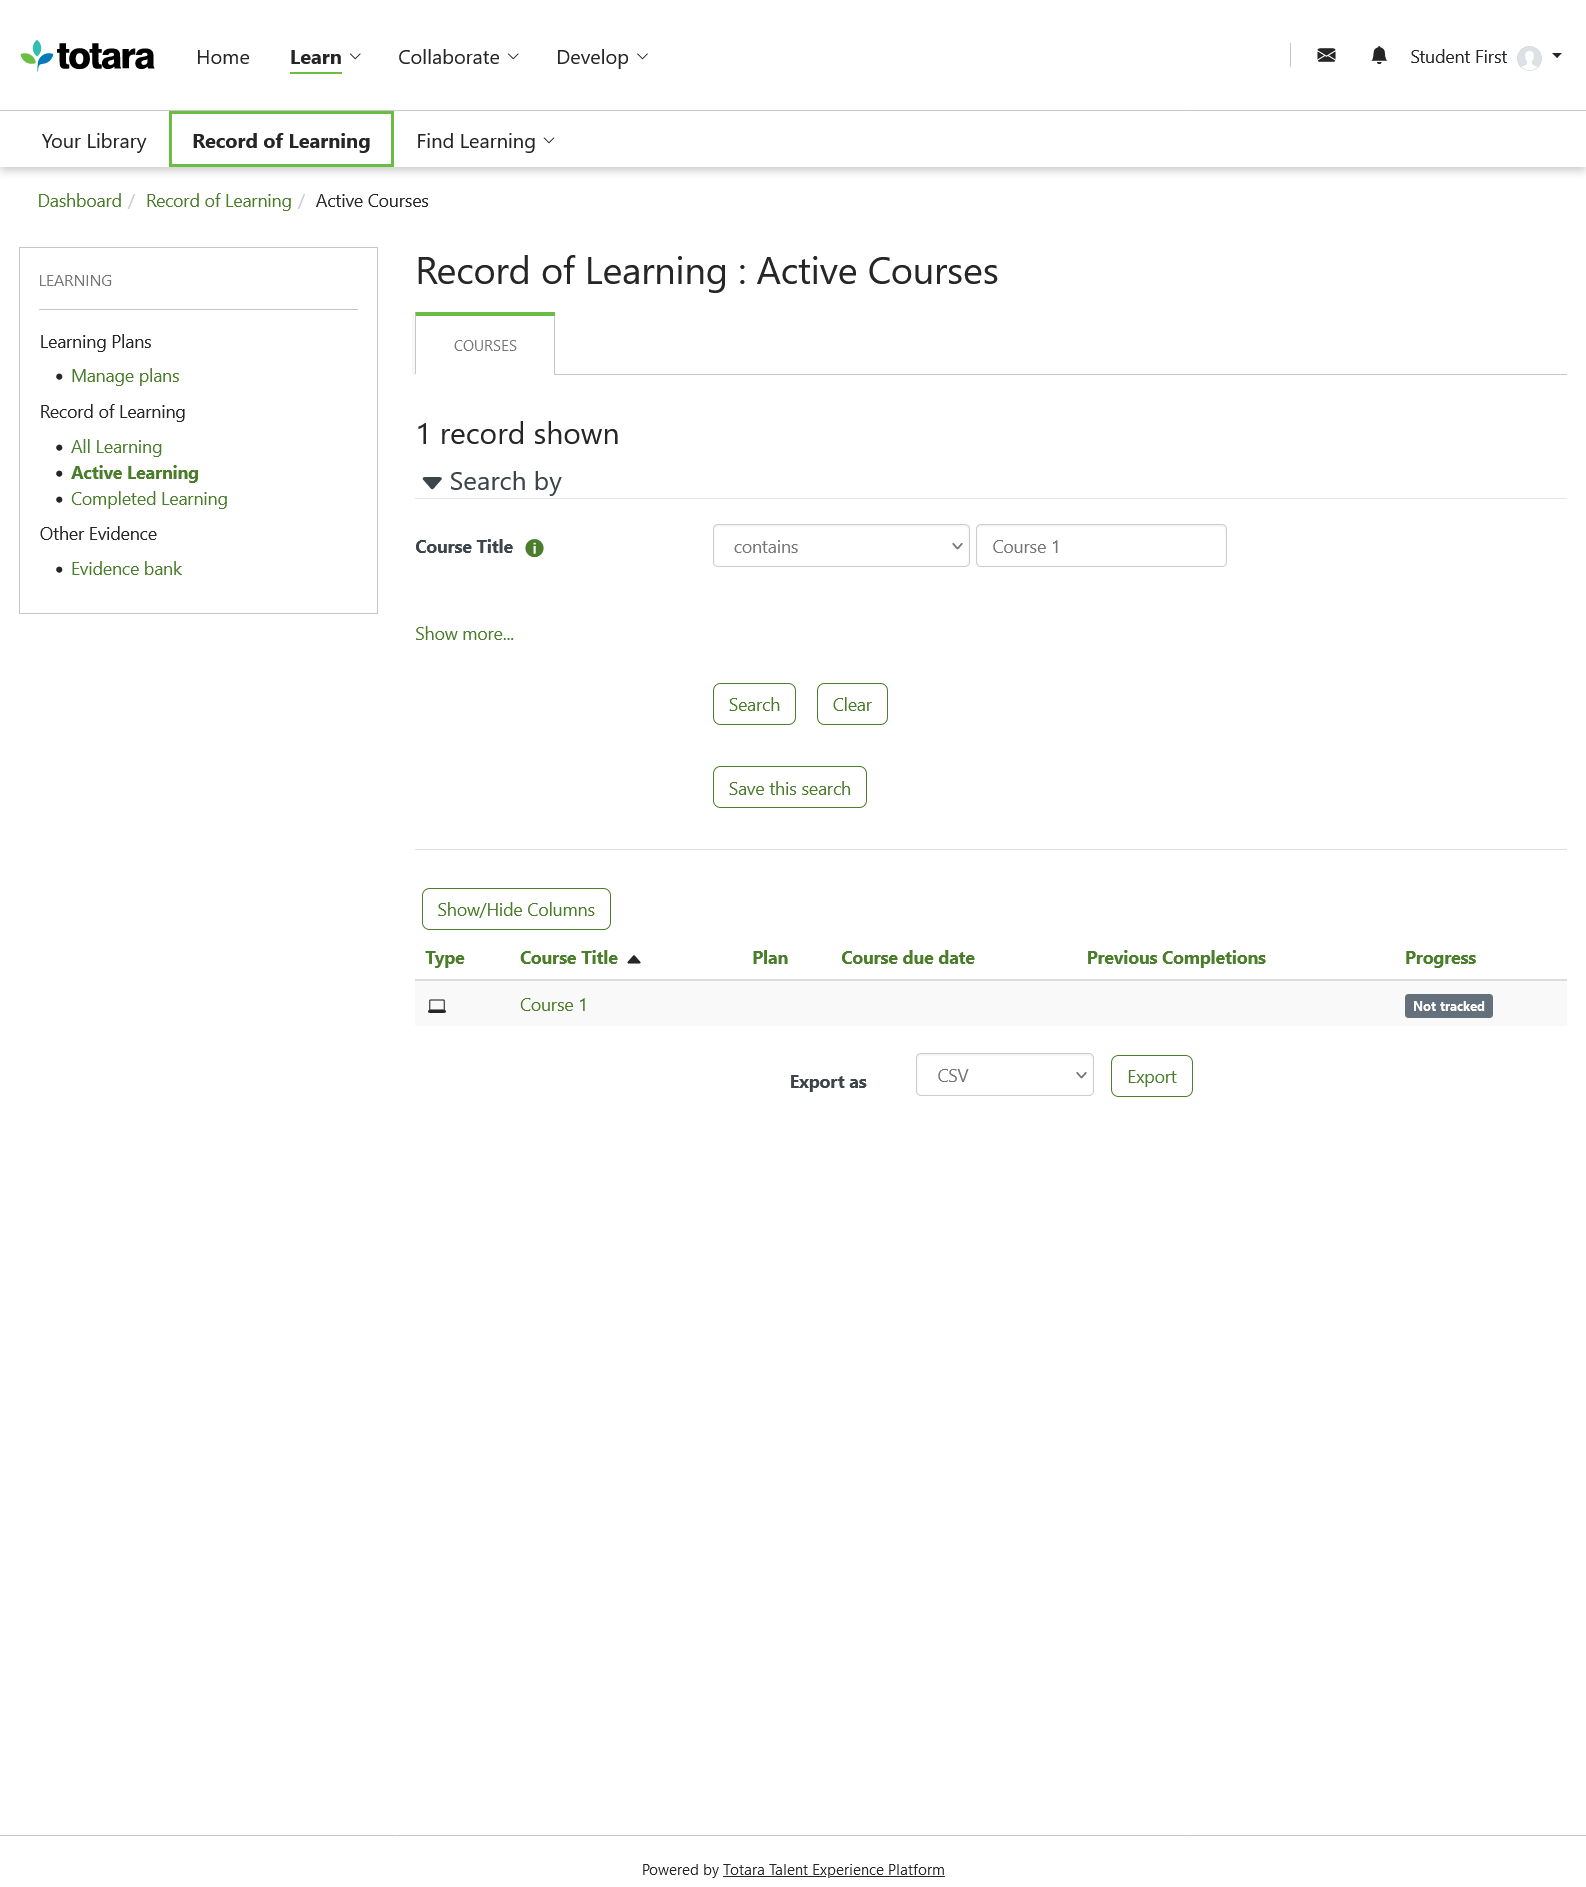 totara
Home Learn Collaborate Develop Student First
Your Library Record of Learning Find Learning
Dashboard / Record of Learning / Active Courses
LEARNING
Learning Plans
• Manage plans
Record of Learning
• All Learning
• Active Learning
• Completed Learning
Other Evidence
• Evidence bank
Record of Learning : Active Courses
COURSES
1 record shown
Search by
Course Title contains Course 1
Show more...
Search Clear
Save this search
Show/Hide Columns
Type Course Title Plan Course due date Previous Completions Progress
Course 1 Not tracked
Export as CSV Export
Powered by Totara Talent Experience Platform